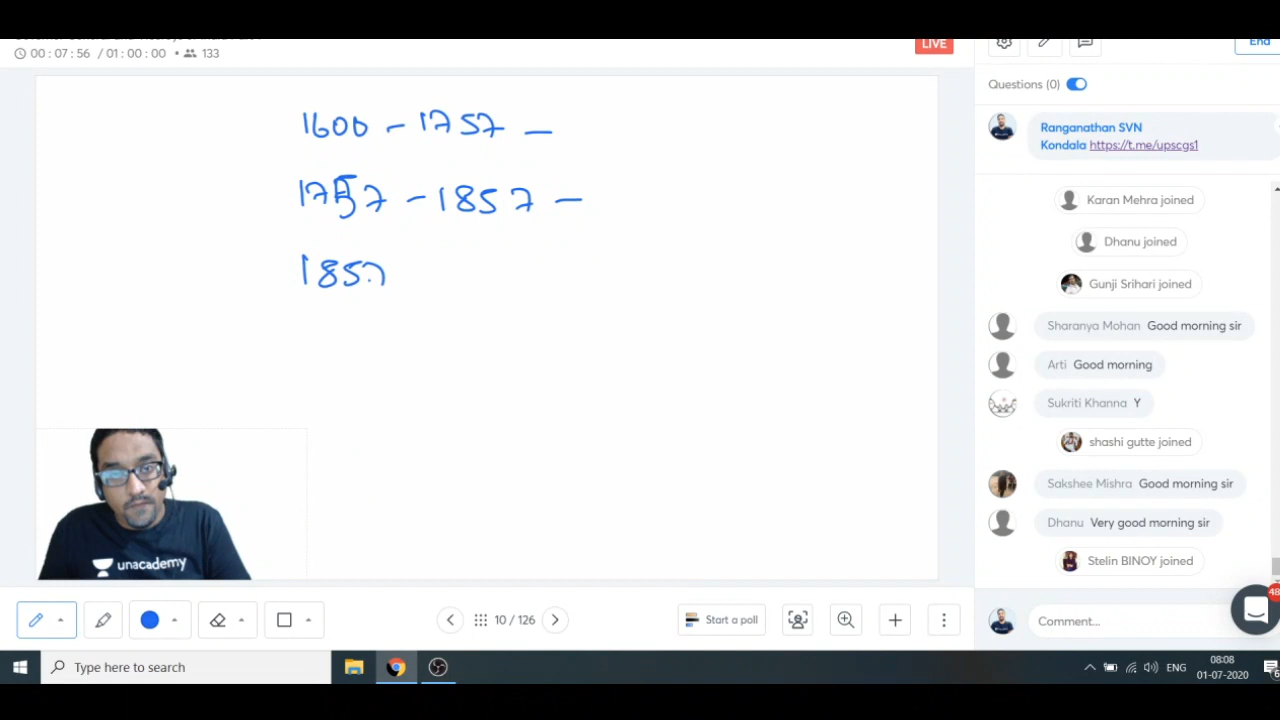 00 : 07 : 56 / 01 : 00 : 00 • 133
LIVE
End
1600 - 1757 -
1757 - 1857 -
1857
unacademy
Questions (0)
Ranganathan SVN
Kondala https://t.me/upscgs1
Karan Mehra joined
Dhanu joined
Gunji Srihari joined
Sharanya Mohan Good morning sir
Arti Good morning
Sukriti Khanna Y
shashi gutte joined
Sakshee Mishra Good morning sir
Dhanu Very good morning sir
Stelin BINOY joined
48
10 / 126
Start a poll
Comment...
Type here to search
ENG
08:08
01-07-2020
6